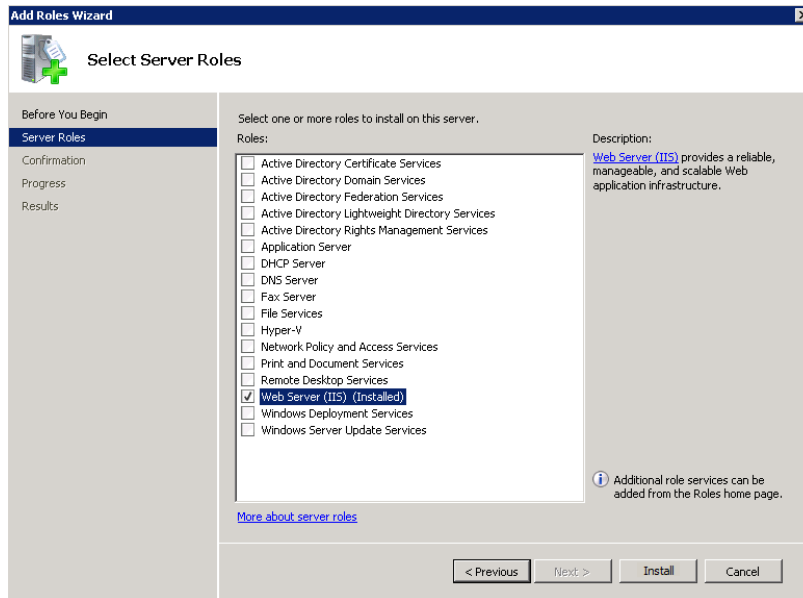 Add Roles Wizard
Select Server Roles
Before You Begin
Server Roles
Confirmation
Progress
Results
Select one or more roles to install on this server.
Roles:
Active Directory Certificate Services
Active Directory Domain Services
Active Directory Federation Services
Active Directory Lightweight Directory Services
Active Directory Rights Management Services
Application Server
DHCP Server
DNS Server
Fax Server
File Services
Hyper-V
Network Policy and Access Services
Print and Document Services
Remote Desktop Services
Web Server (IIS) (Installed)
Windows Deployment Services
Windows Server Update Services
More about server roles
Description:
Web Server (IIS) provides a reliable,
manageable, and scalable Web
application infrastructure.
Additional role services can be
added from the Roles home page.
< Previous
Next >
Install
Cancel